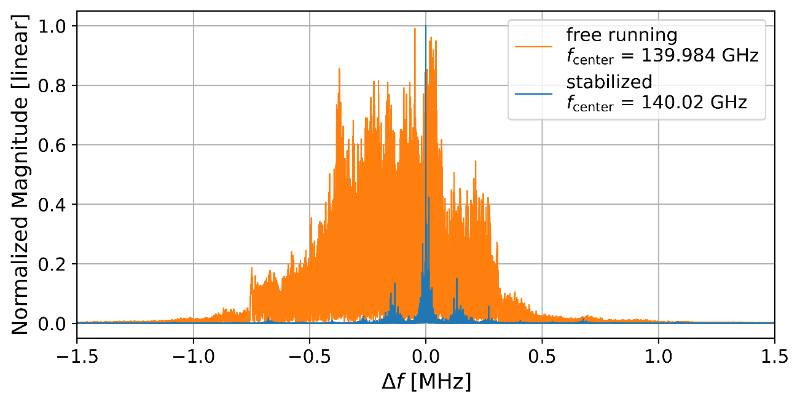 free running
f_center = 139.984 GHz
stabilized
f_center = 140.02 GHz
Normalized Magnitude [linear]
1.0
0.8
0.6
0.4
0.2
0.0
−1.5 −1.0 −0.5 0.0 0.5 1.0 1.5
Δf [MHz]